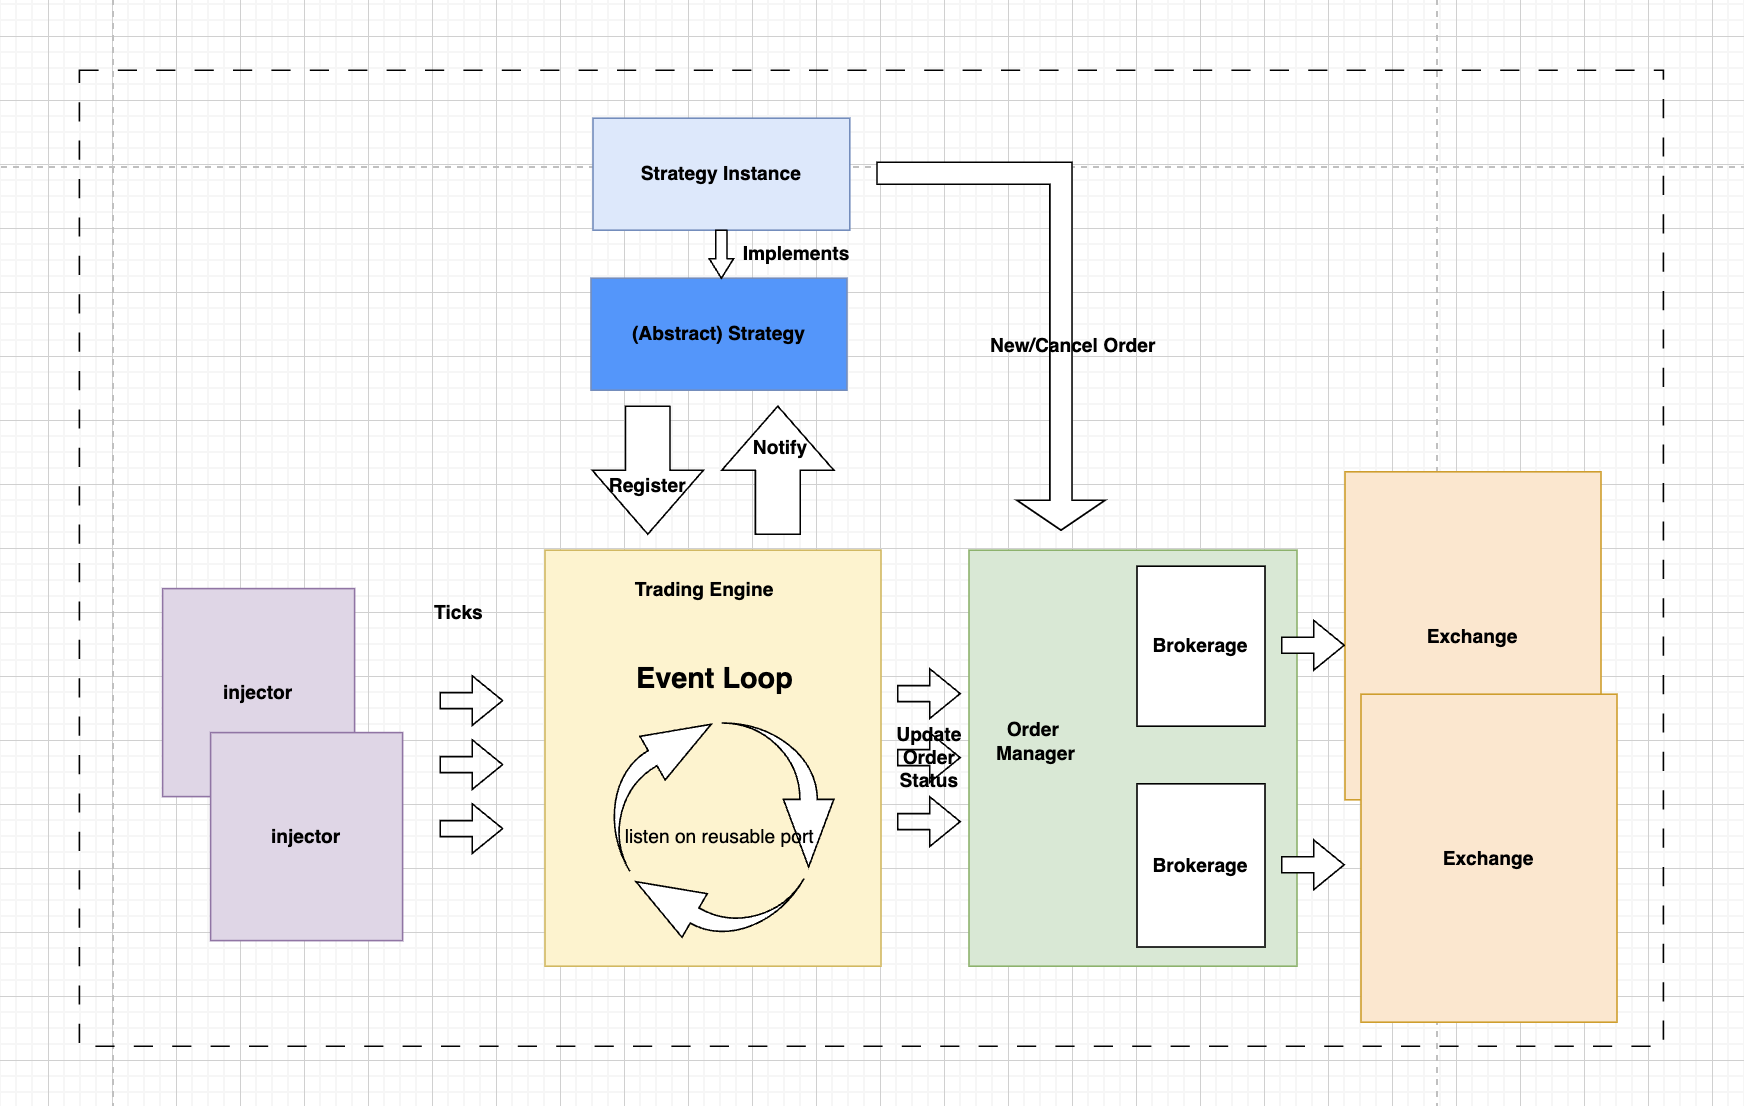 Strategy Instance
Implements
(Abstract) Strategy
New/Cancel Order
Notify
Register
Trading Engine
Ticks
Event Loop
listen on reusable port
injector
injector
Update
Order
Status
Order
Manager
Brokerage
Brokerage
Exchange
Exchange